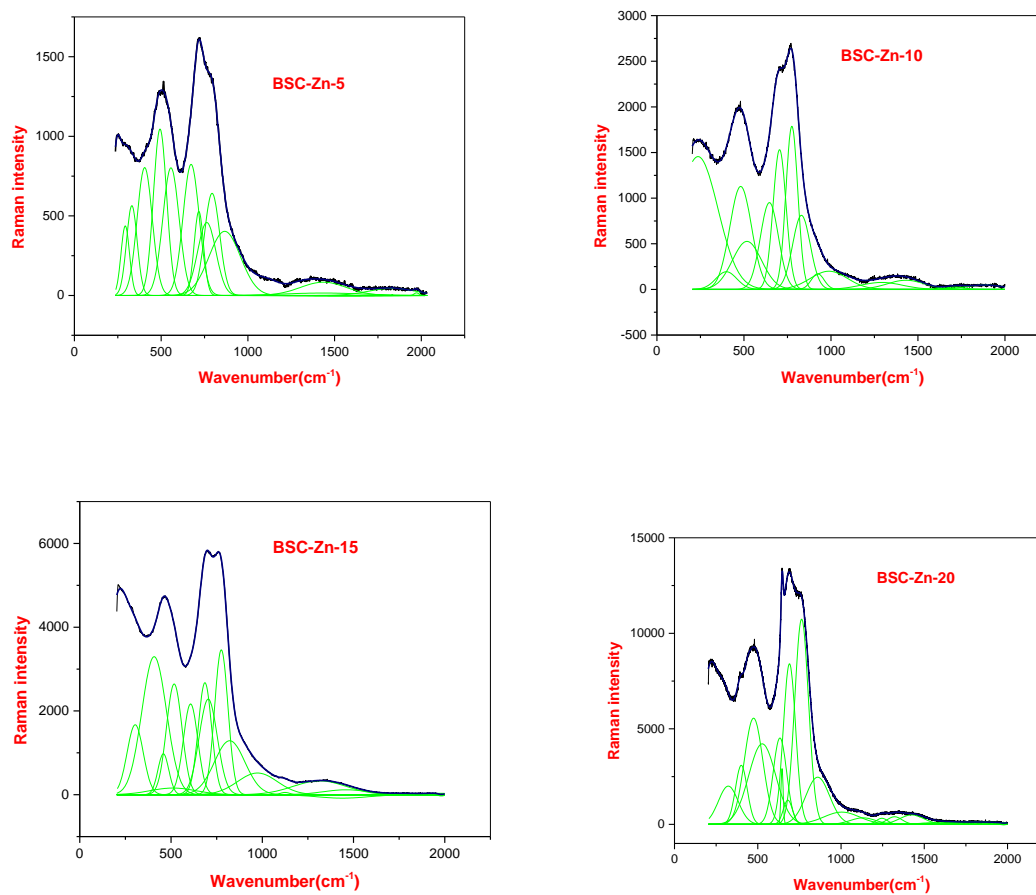 BSC-Zn-5
1500
1000
500
0
Raman intensity
0 500 1000 1500 2000
Wavenumber(cm-1)
BSC-Zn-10
3000
2500
2000
1500
1000
500
0
-500
Raman intensity
0 500 1000 1500 2000
Wavenumber(cm-1)
BSC-Zn-15
6000
4000
2000
0
Raman intensity
0 500 1000 1500 2000
Wavenumber(cm-1)
BSC-Zn-20
15000
10000
5000
0
Raman intensity
0 500 1000 1500 2000
Wavenumber(cm-1)